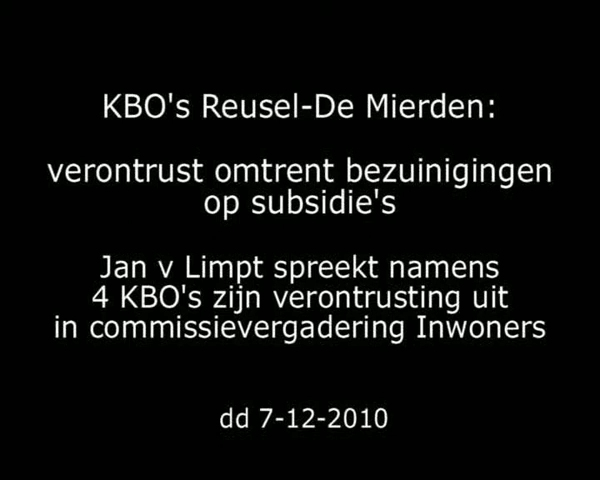 KBO's Reusel-De Mierden:
verontrust omtrent bezuinigingen
op subsidie's
Jan v Limpt spreekt namens
4 KBO's zijn verontrusting uit
in commissievergadering Inwoners
dd 7-12-2010